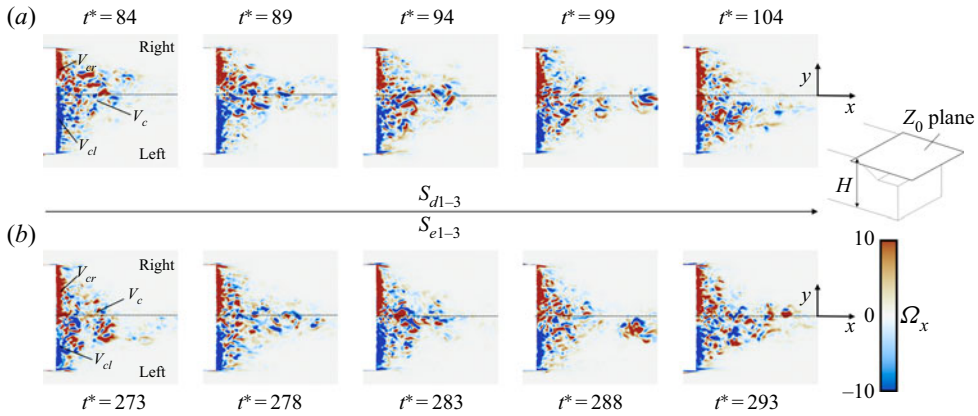 (a)
t* = 84
t* = 89
t* = 94
t* = 99
t* = 104
Right
V_cr
V_c
V_cl
Left
y
x
Z_0 plane
H
S_d1–3
S_e1–3
(b)
Right
V_cr
V_c
V_cl
Left
y
x
10
0
−10
Ω_x
t* = 273
t* = 278
t* = 283
t* = 288
t* = 293